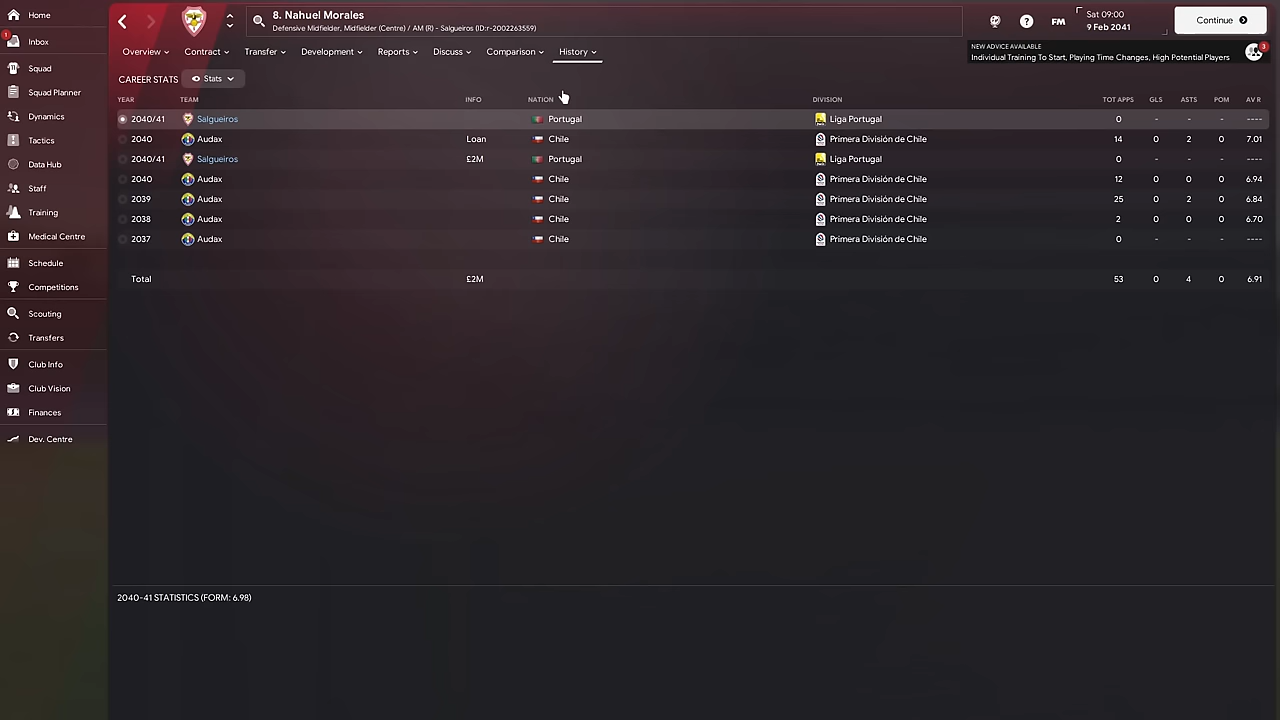 8. Nahuel Morales
Defensive Midfielder, Midfielder (Centre) / AM (R) - Salgueiros (ID:r-2002263559)
FM
Sat 09:00
9 Feb 2041
Continue
NEW ADVICE AVAILABLE
Individual Training To Start, Playing Time Changes, High Potential Players
3
Home
1
Inbox
Squad
Squad Planner
Dynamics
Tactics
Data Hub
Staff
Training
Medical Centre
Schedule
Competitions
Scouting
Transfers
Club Info
Club Vision
Finances
Dev. Centre
Overview Contract Transfer Development Reports Discuss Comparison History
CAREER STATS Stats
YEAR TEAM INFO NATION DIVISION TOT APPS GLS ASTS POM AV R
2040/41 Salgueiros Portugal Liga Portugal 0 - - - ----
2040 Audax Loan Chile Primera División de Chile 14 0 2 0 7.01
2040/41 Salgueiros £2M Portugal Liga Portugal 0 - - - ----
2040 Audax Chile Primera División de Chile 12 0 0 0 6.94
2039 Audax Chile Primera División de Chile 25 0 2 0 6.84
2038 Audax Chile Primera División de Chile 2 0 0 0 6.70
2037 Audax Chile Primera División de Chile 0 - - - ----
Total £2M 53 0 4 0 6.91
2040-41 STATISTICS (FORM: 6.98)